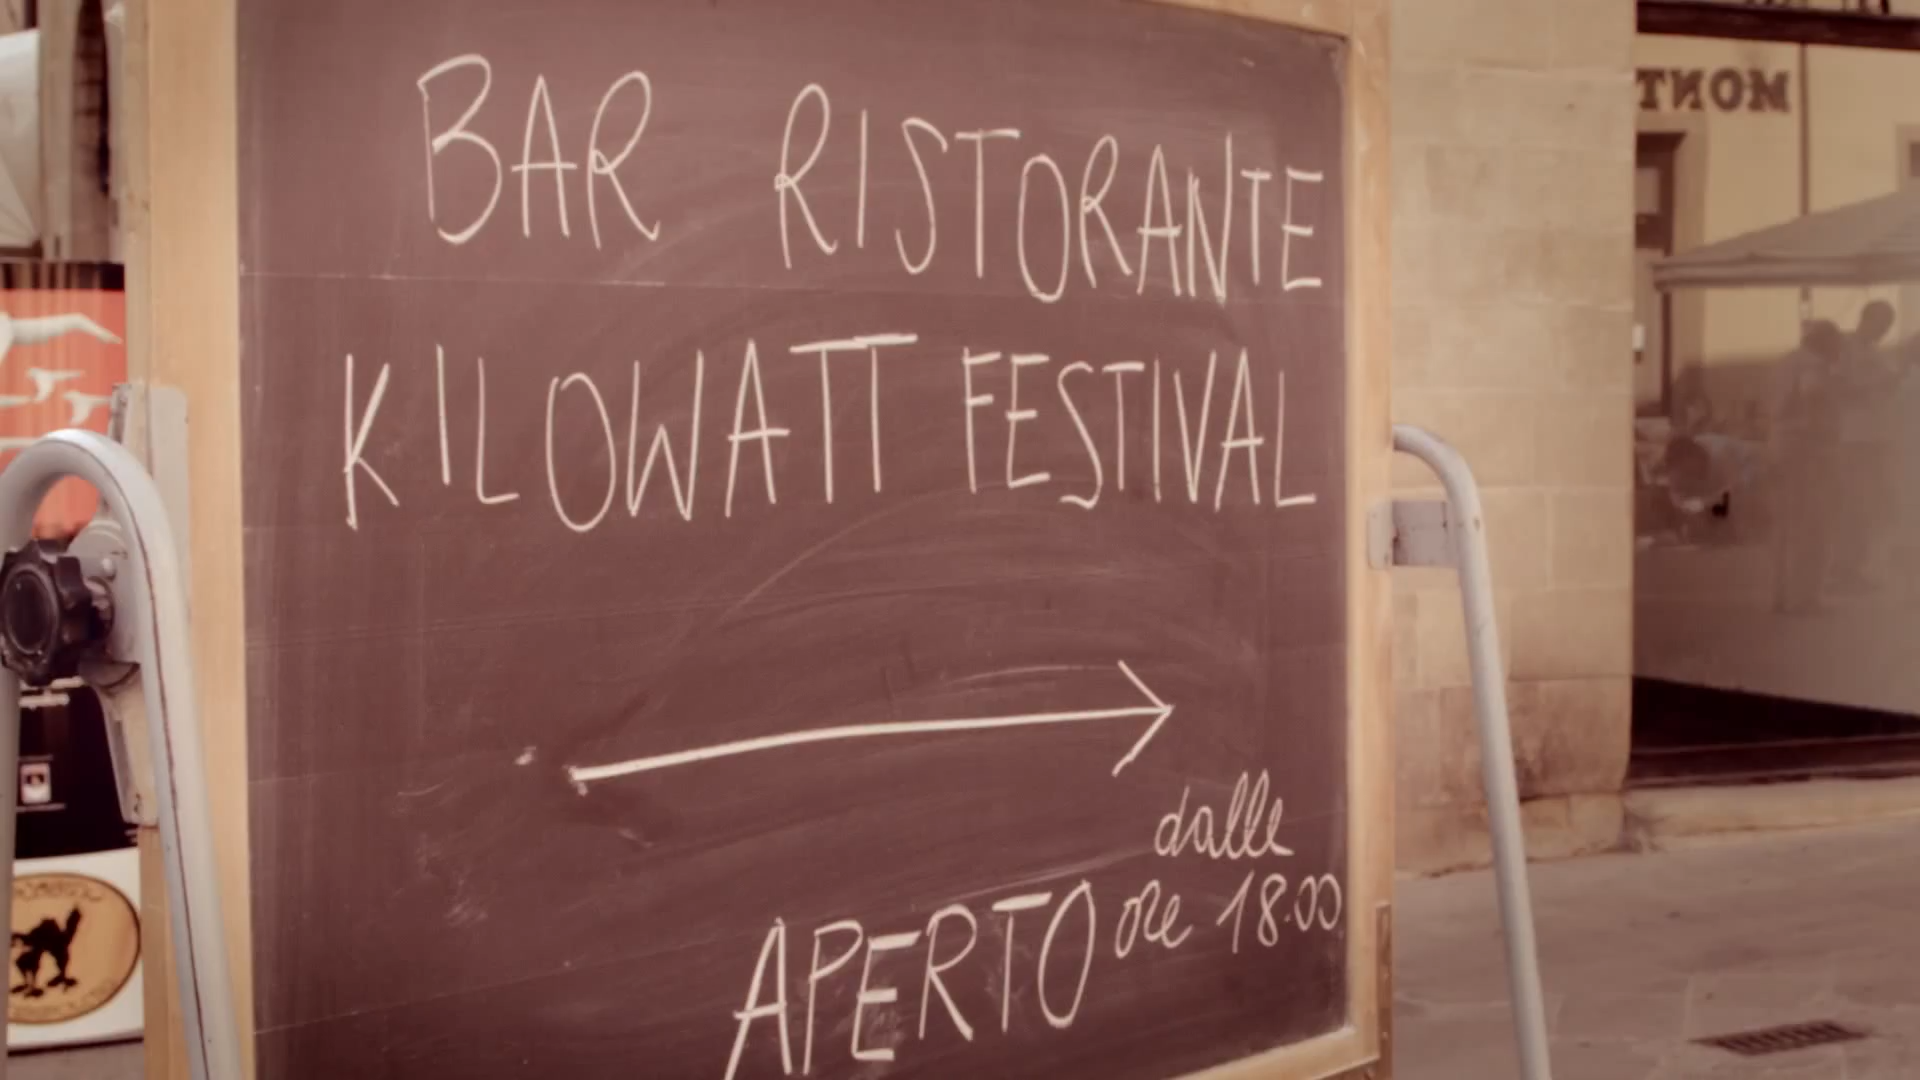 BAR RISTORANTE
KILOWATT FESTIVAL
dalle
APERTO ore 18.00
MONT